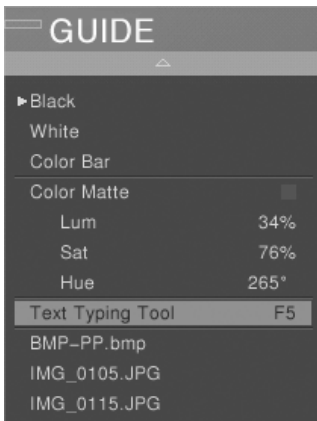 GUIDE
Black
White
Color Bar
Color Matte
Lum 34%
Sat 76%
Hue 265°
Text Typing Tool F5
BMP-PP.bmp
IMG_0105.JPG
IMG_0115.JPG